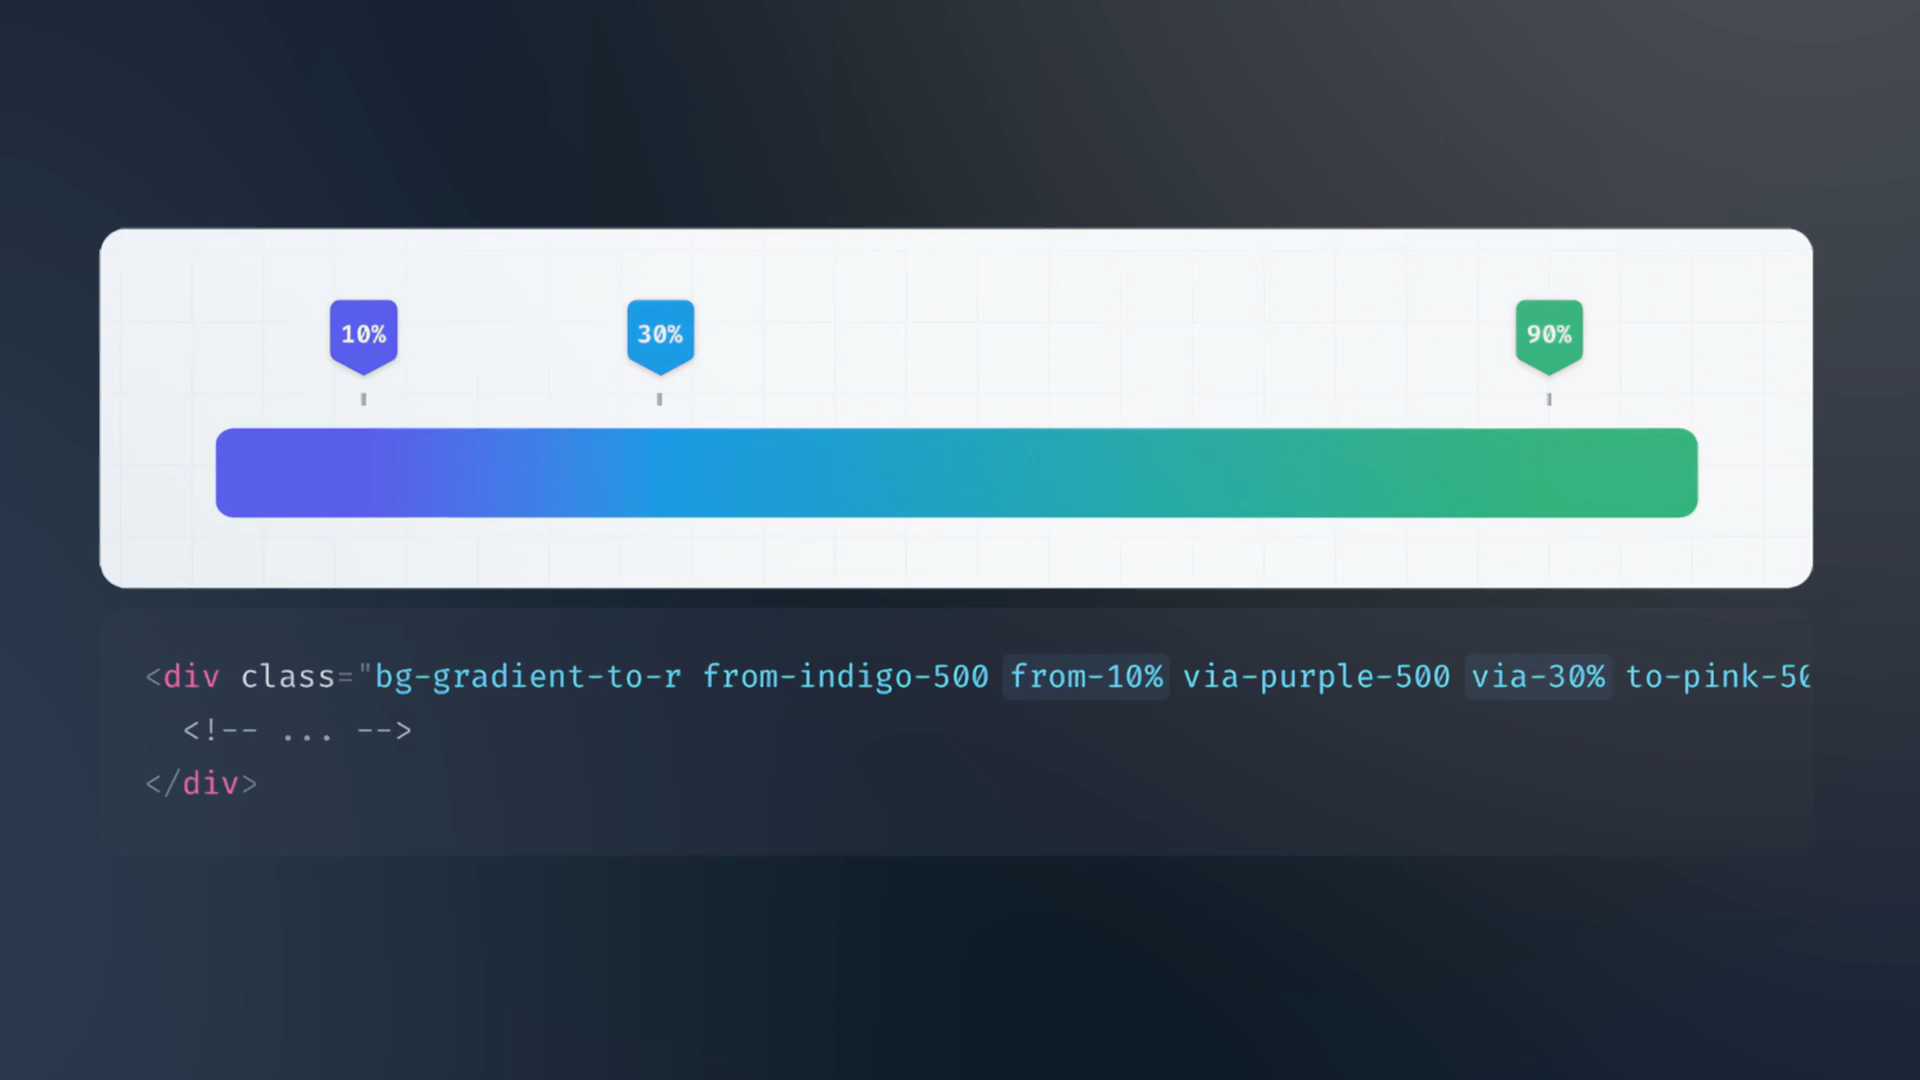 10% 30% 90%
<div class="bg-gradient-to-r from-indigo-500 from-10% via-purple-500 via-30% to-pink-50
<!-- ... -->
</div>